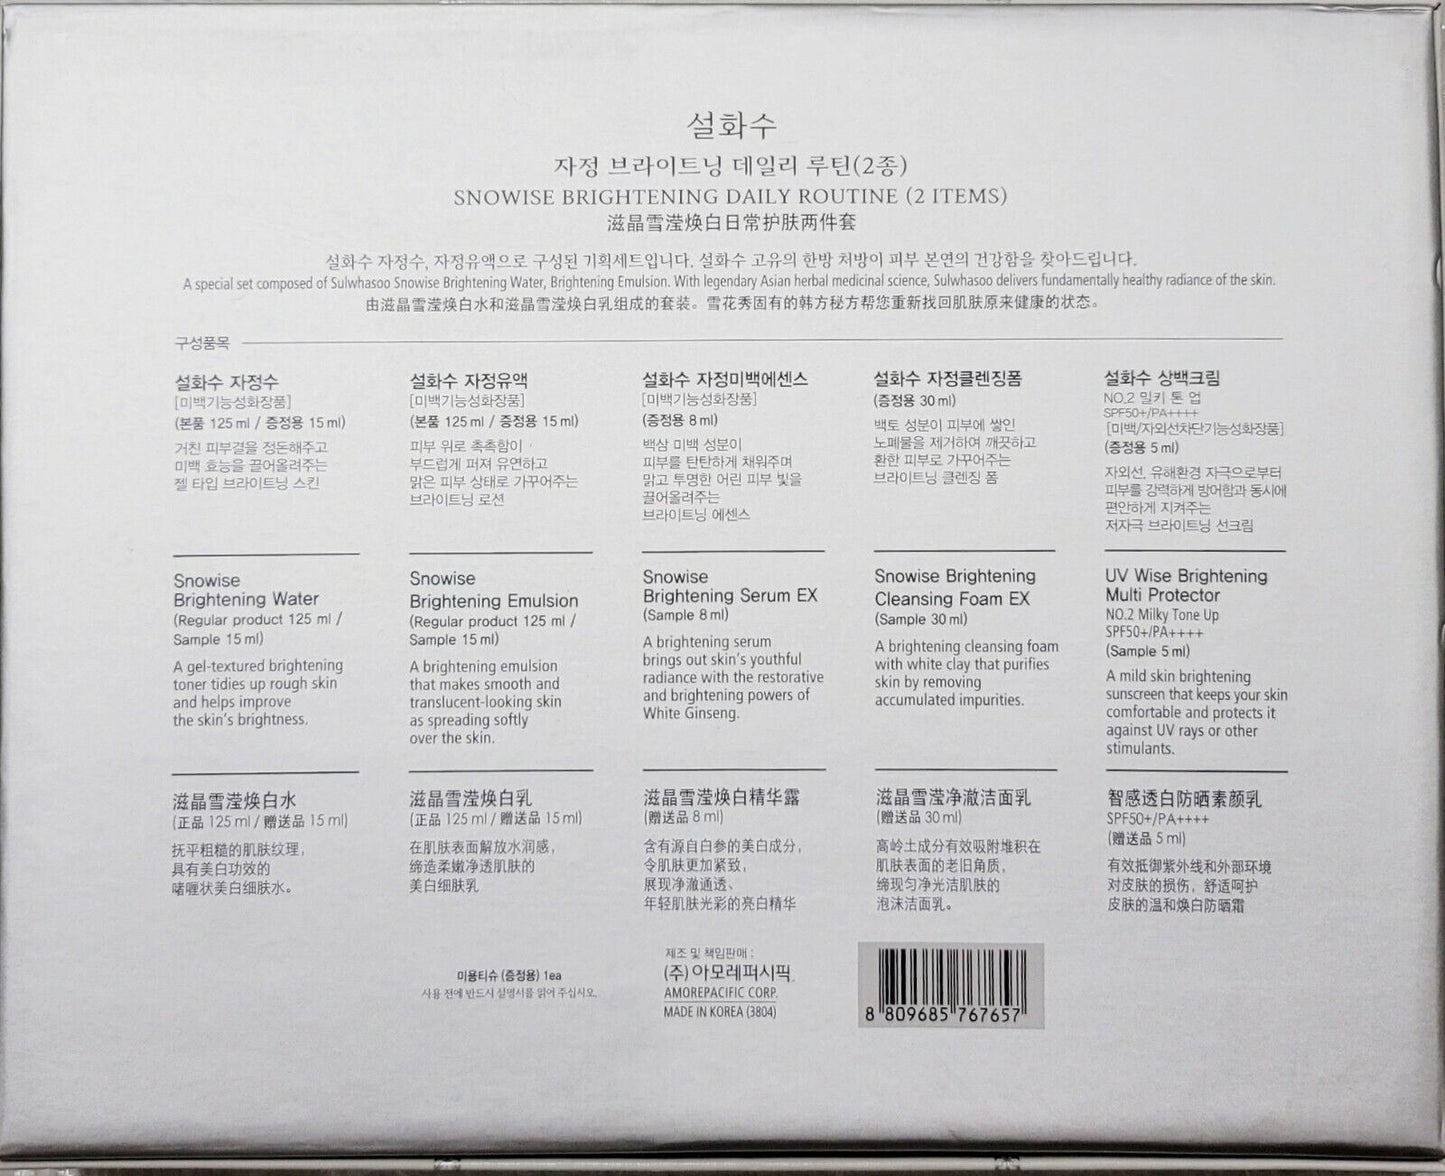 설화수
자정 브라이트닝 데일리 루틴(2종)
SNOWISE BRIGHTENING DAILY ROUTINE (2 ITEMS)
滋晶雪滢焕白日常护肤两件套
설화수 자정수, 자정유액으로 구성된 기획세트입니다. 설화수 고유의 한방 처방이 피부 본연의 건강함을 찾아드립니다.
A special set composed of Sulwhasoo Snowise Brightening Water, Brightening Emulsion. With legendary Asian herbal medicinal science, Sulwhasoo delivers fundamentally healthy radiance of the skin.
由滋晶雪滢焕白水和滋晶雪滢焕白乳组成的套装。雪花秀固有的韩方秘方帮您重新找回肌肤原来健康的状态。
구성품목
설화수 자정수
[미백기능성화장품]
(본품 125 ml / 증정용 15 ml)
거친 피부결을 정돈해주고
미백 효능을 끌어올려주는
젤 타입 브라이트닝 스킨
설화수 자정유액
[미백기능성화장품]
(본품 125 ml / 증정용 15 ml)
피부 위로 촉촉함이
부드럽게 퍼져 유연하고
맑은 피부 상태로 가꾸어주는
브라이트닝 로션
설화수 자정미백에센스
[미백기능성화장품]
(증정용 8 ml)
백삼 미백 성분이
피부를 탄탄하게 채워주며
맑고 투명한 어린 피부 빛을
끌어올려주는
브라이트닝 에센스
설화수 자정클렌징폼
(증정용 30 ml)
백토 성분이 피부에 쌓인
노폐물을 제거하여 깨끗하고
환한 피부로 가꾸어주는
브라이트닝 클렌징 폼
설화수 상백크림
NO.2 밀키 톤 업
SPF50+/PA++++
[미백/자외선차단기능성화장품]
(증정용 5 ml)
자외선, 유해환경 자극으로부터
피부를 강력하게 방어함과 동시에
편안하게 지켜주는
저자극 브라이트닝 선크림
Snowise
Brightening Water
(Regular product 125 ml /
Sample 15 ml)
A gel-textured brightening
toner tidies up rough skin
and helps improve
the skin's brightness.
Snowise
Brightening Emulsion
(Regular product 125 ml /
Sample 15 ml)
A brightening emulsion
that makes smooth and
translucent-looking skin
as spreading softly
over the skin.
Snowise
Brightening Serum EX
(Sample 8 ml)
A brightening serum
brings out skin's youthful
radiance with the restorative
and brightening powers of
White Ginseng.
Snowise Brightening
Cleansing Foam EX
(Sample 30 ml)
A brightening cleansing foam
with white clay that purifies
skin by removing
accumulated impurities.
UV Wise Brightening
Multi Protector
NO.2 Milky Tone Up
SPF50+/PA++++
(Sample 5 ml)
A mild skin brightening
sunscreen that keeps your skin
comfortable and protects it
against UV rays or other
stimulants.
滋晶雪滢焕白水
(正品 125 ml / 赠送品 15 ml)
抚平粗糙的肌肤纹理，
具有美白功效的
啫喱状美白细肤水。
滋晶雪滢焕白乳
(正品 125 ml / 赠送品 15 ml)
在肌肤表面解放水润感，
缔造柔嫩净透肌肤的
美白细肤乳
滋晶雪滢焕白精华露
(赠送品 8 ml)
含有源自白参的美白成分，
令肌肤更加紧致，
展现净澈通透、
年轻肌肤光彩的亮白精华
滋晶雪滢净澈洁面乳
(赠送品 30 ml)
高岭土成分有效吸附堆积在
肌肤表面的老旧角质，
缔现匀净光洁肌肤的
泡沫洁面乳。
智感透白防晒素颜乳
SPF50+/PA++++
(赠送品 5 ml)
有效抵御紫外线和外部环境
对皮肤的损伤，舒适呵护
皮肤的温和焕白防晒霜
미용티슈 (증정용) 1ea
사용 전에 반드시 설명서를 읽어 주십시오.
제조 및 책임판매 :
(주)아모레퍼시픽
AMOREPACIFIC CORP.
MADE IN KOREA (3804)
8 809685 767657